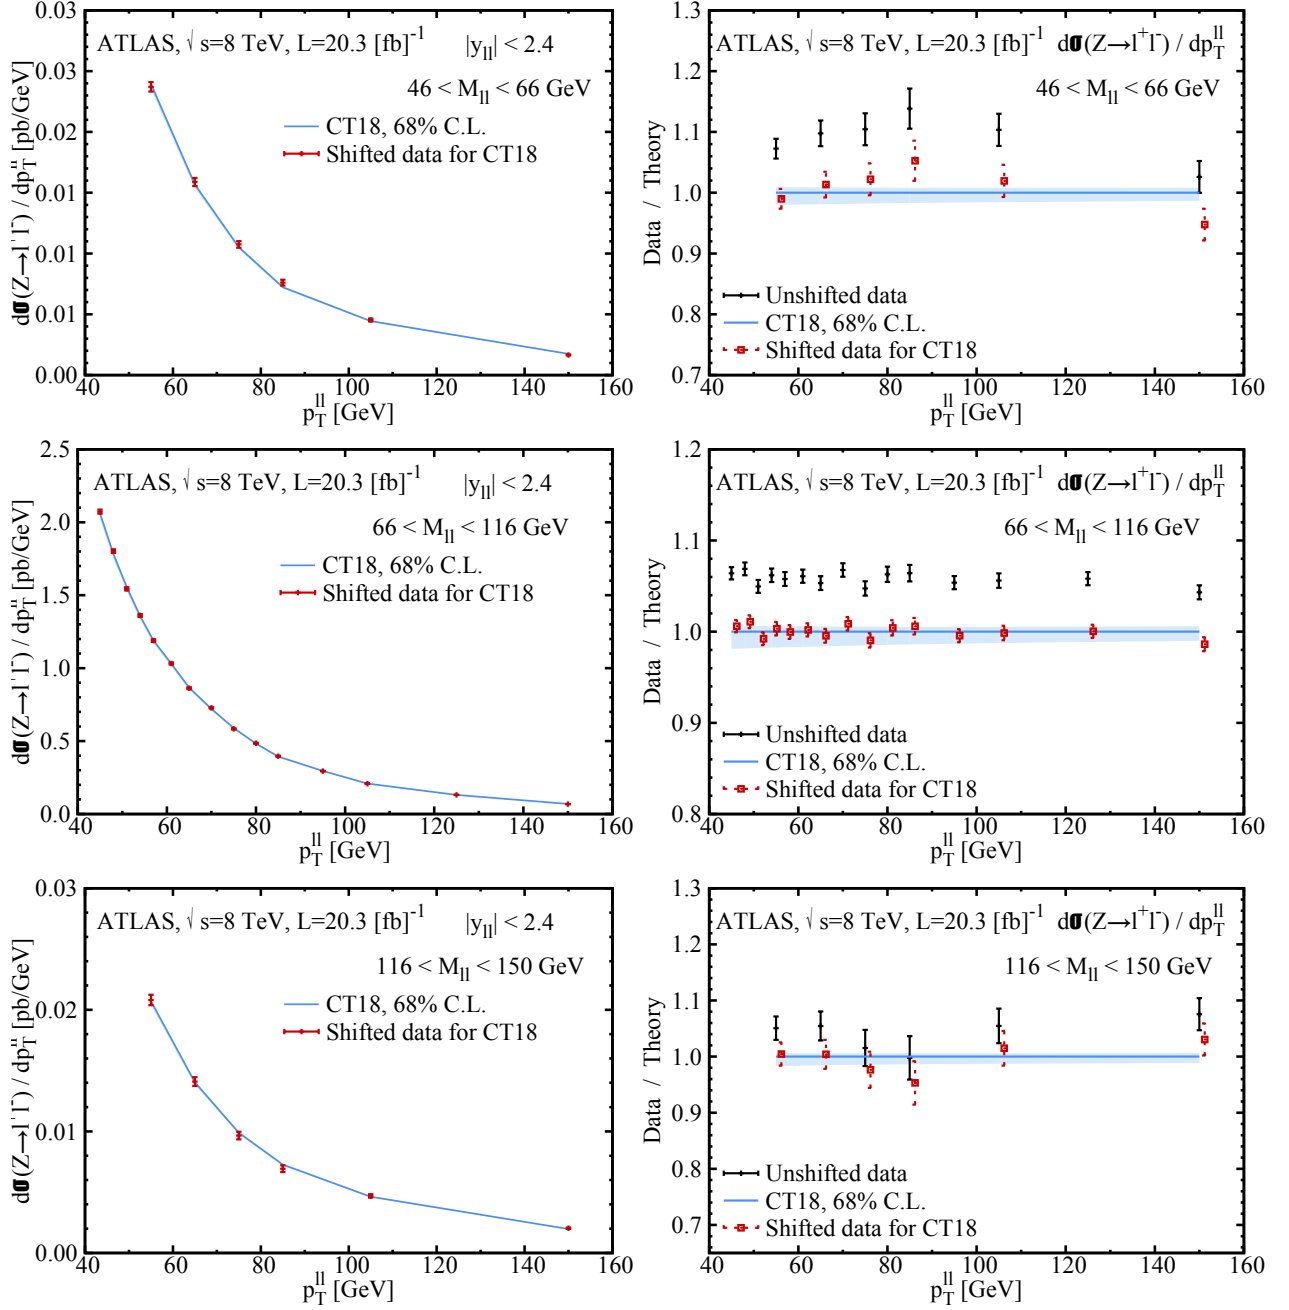 ATLAS, √ s=8 TeV, L=20.3 [fb]⁻¹ |y_ll| < 2.4
46 < M_ll < 66 GeV
CT18, 68% C.L.
Shifted data for CT18
dσ(Z→l⁺l⁻) / dp_T^ll [pb/GeV]
0.03
0.03
0.02
0.01
0.01
0.01
0.00
40 60 80 100 120 140 160
p_T^ll [GeV]
ATLAS, √ s=8 TeV, L=20.3 [fb]⁻¹ dσ(Z→l⁺l⁻) / dp_T^ll
46 < M_ll < 66 GeV
Data / Theory
1.3
1.2
1.1
1.0
0.9
0.8
0.7
Unshifted data
CT18, 68% C.L.
Shifted data for CT18
40 60 80 100 120 140 160
p_T^ll [GeV]
ATLAS, √ s=8 TeV, L=20.3 [fb]⁻¹ |y_ll| < 2.4
66 < M_ll < 116 GeV
CT18, 68% C.L.
Shifted data for CT18
dσ(Z→l⁺l⁻) / dp_T^ll [pb/GeV]
2.5
2.0
1.5
1.0
0.5
0.0
40 60 80 100 120 140 160
p_T^ll [GeV]
ATLAS, √ s=8 TeV, L=20.3 [fb]⁻¹ dσ(Z→l⁺l⁻) / dp_T^ll
66 < M_ll < 116 GeV
Data / Theory
1.2
1.1
1.0
0.9
0.8
Unshifted data
CT18, 68% C.L.
Shifted data for CT18
40 60 80 100 120 140 160
p_T^ll [GeV]
ATLAS, √ s=8 TeV, L=20.3 [fb]⁻¹ |y_ll| < 2.4
116 < M_ll < 150 GeV
CT18, 68% C.L.
Shifted data for CT18
dσ(Z→l⁺l⁻) / dp_T^ll [pb/GeV]
0.03
0.02
0.01
0.01
0.00
40 60 80 100 120 140 160
p_T^ll [GeV]
ATLAS, √ s=8 TeV, L=20.3 [fb]⁻¹ dσ(Z→l⁺l⁻) / dp_T^ll
116 < M_ll < 150 GeV
Data / Theory
1.3
1.2
1.1
1.0
0.9
0.8
0.7
Unshifted data
CT18, 68% C.L.
Shifted data for CT18
40 60 80 100 120 140 160
p_T^ll [GeV]